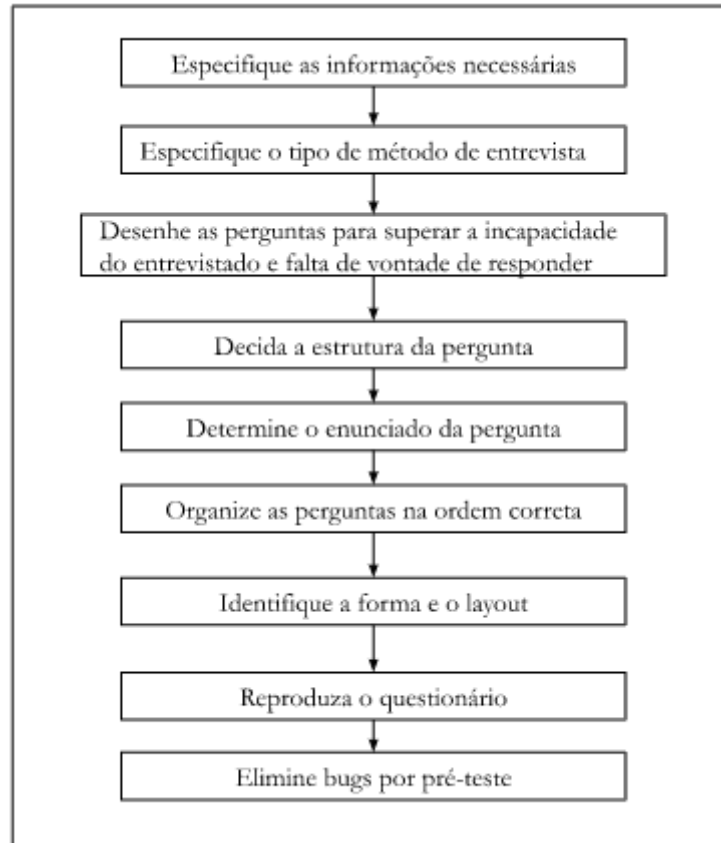 Especifique as informações necessárias
Especifique o tipo de método de entrevista
Desenhe as perguntas para superar a incapacidade
do entrevistado e falta de vontade de responder
Decida a estrutura da pergunta
Determine o enunciado da pergunta
Organize as perguntas na ordem correta
Identifique a forma e o layout
Reproduza o questionário
Elimine bugs por pré-teste